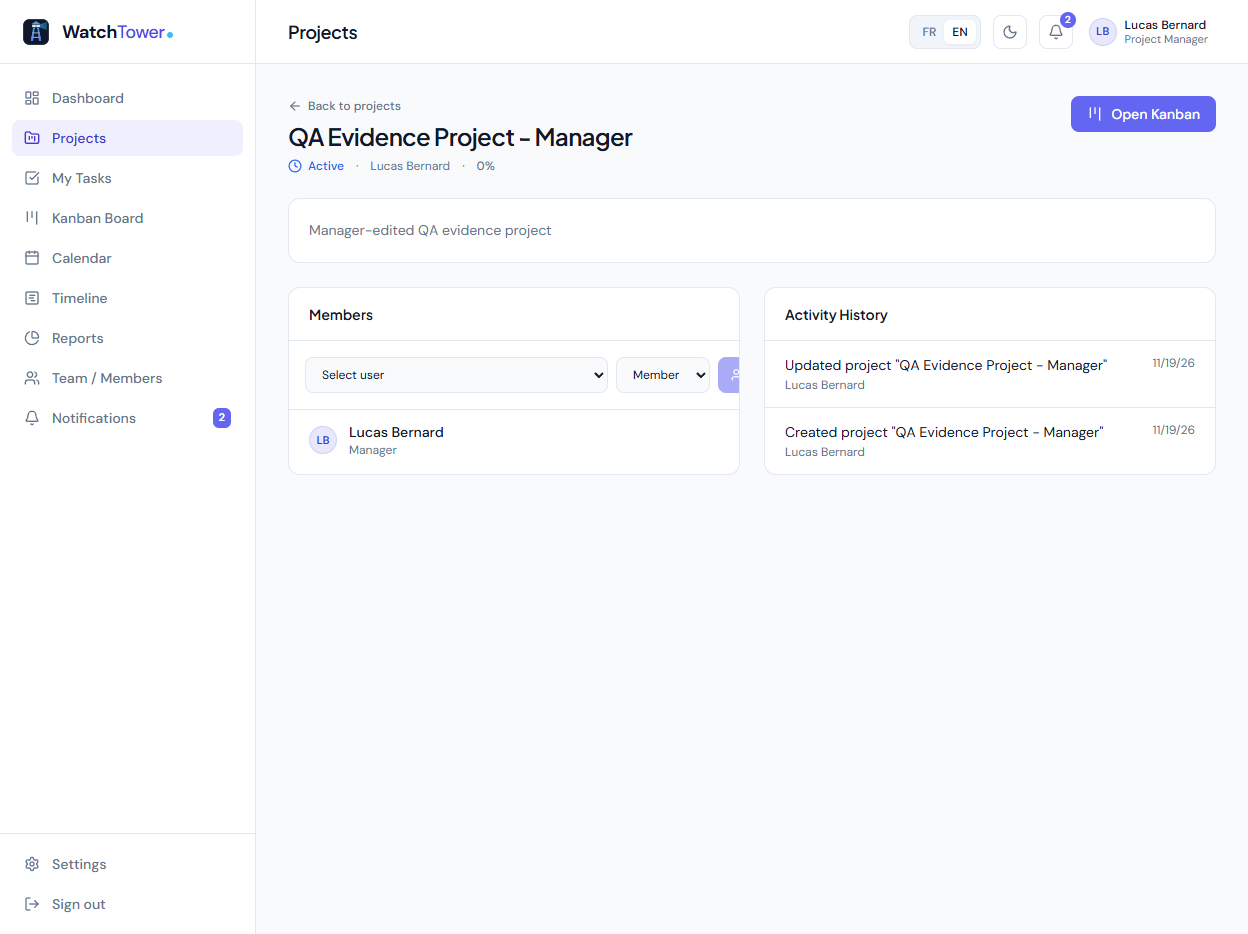 WatchTower
Projects
FR EN
2
LB
Lucas Bernard
Project Manager
Dashboard
Projects
My Tasks
Kanban Board
Calendar
Timeline
Reports
Team / Members
Notifications 2
Settings
Sign out
Back to projects
QA Evidence Project - Manager
Active · Lucas Bernard · 0%
Open Kanban
Manager-edited QA evidence project
Members
Select user Member
LB
Lucas Bernard
Manager
Activity History
Updated project "QA Evidence Project - Manager" 11/19/26
Lucas Bernard
Created project "QA Evidence Project - Manager" 11/19/26
Lucas Bernard